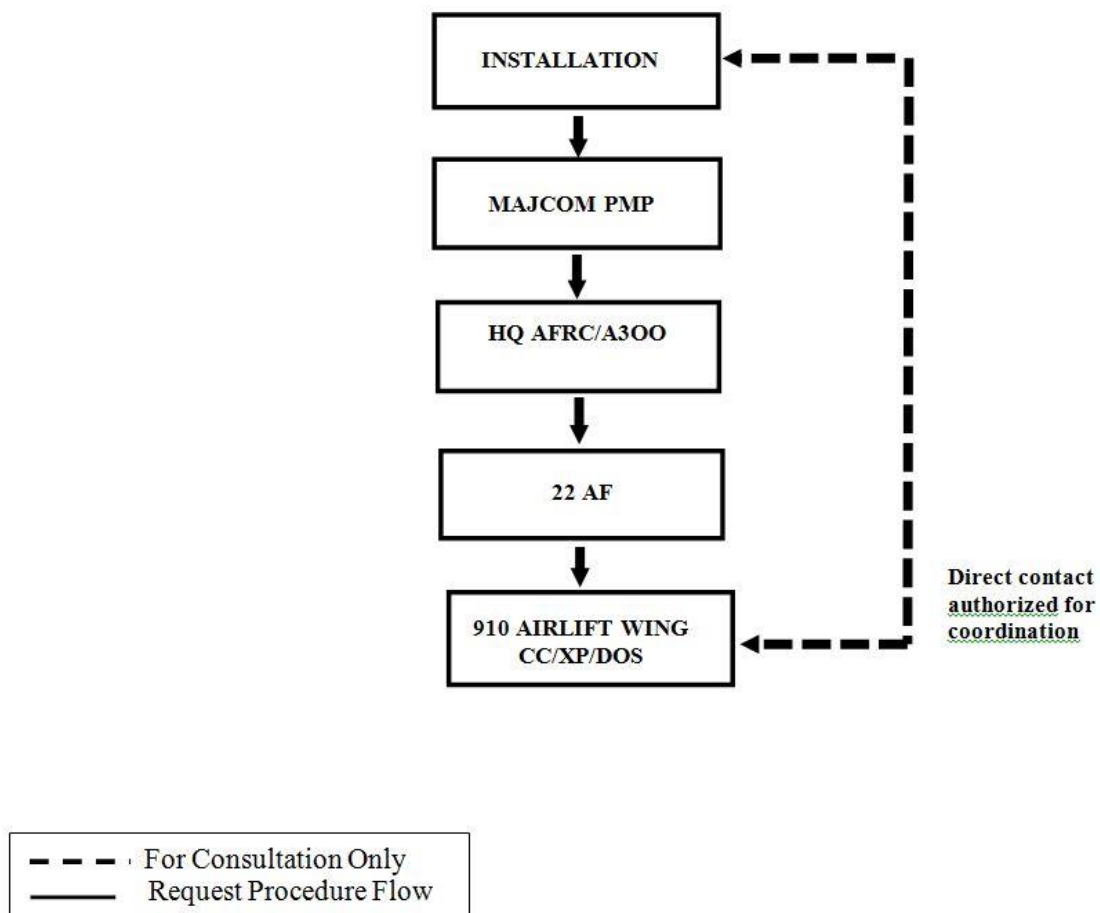 INSTALLATION
MAJCOM PMP
HQ AFRC/A3OO
22 AF
910 AIRLIFT WING
CC/XP/DOS
Direct contact
authorized for
coordination
For Consultation Only
Request Procedure Flow